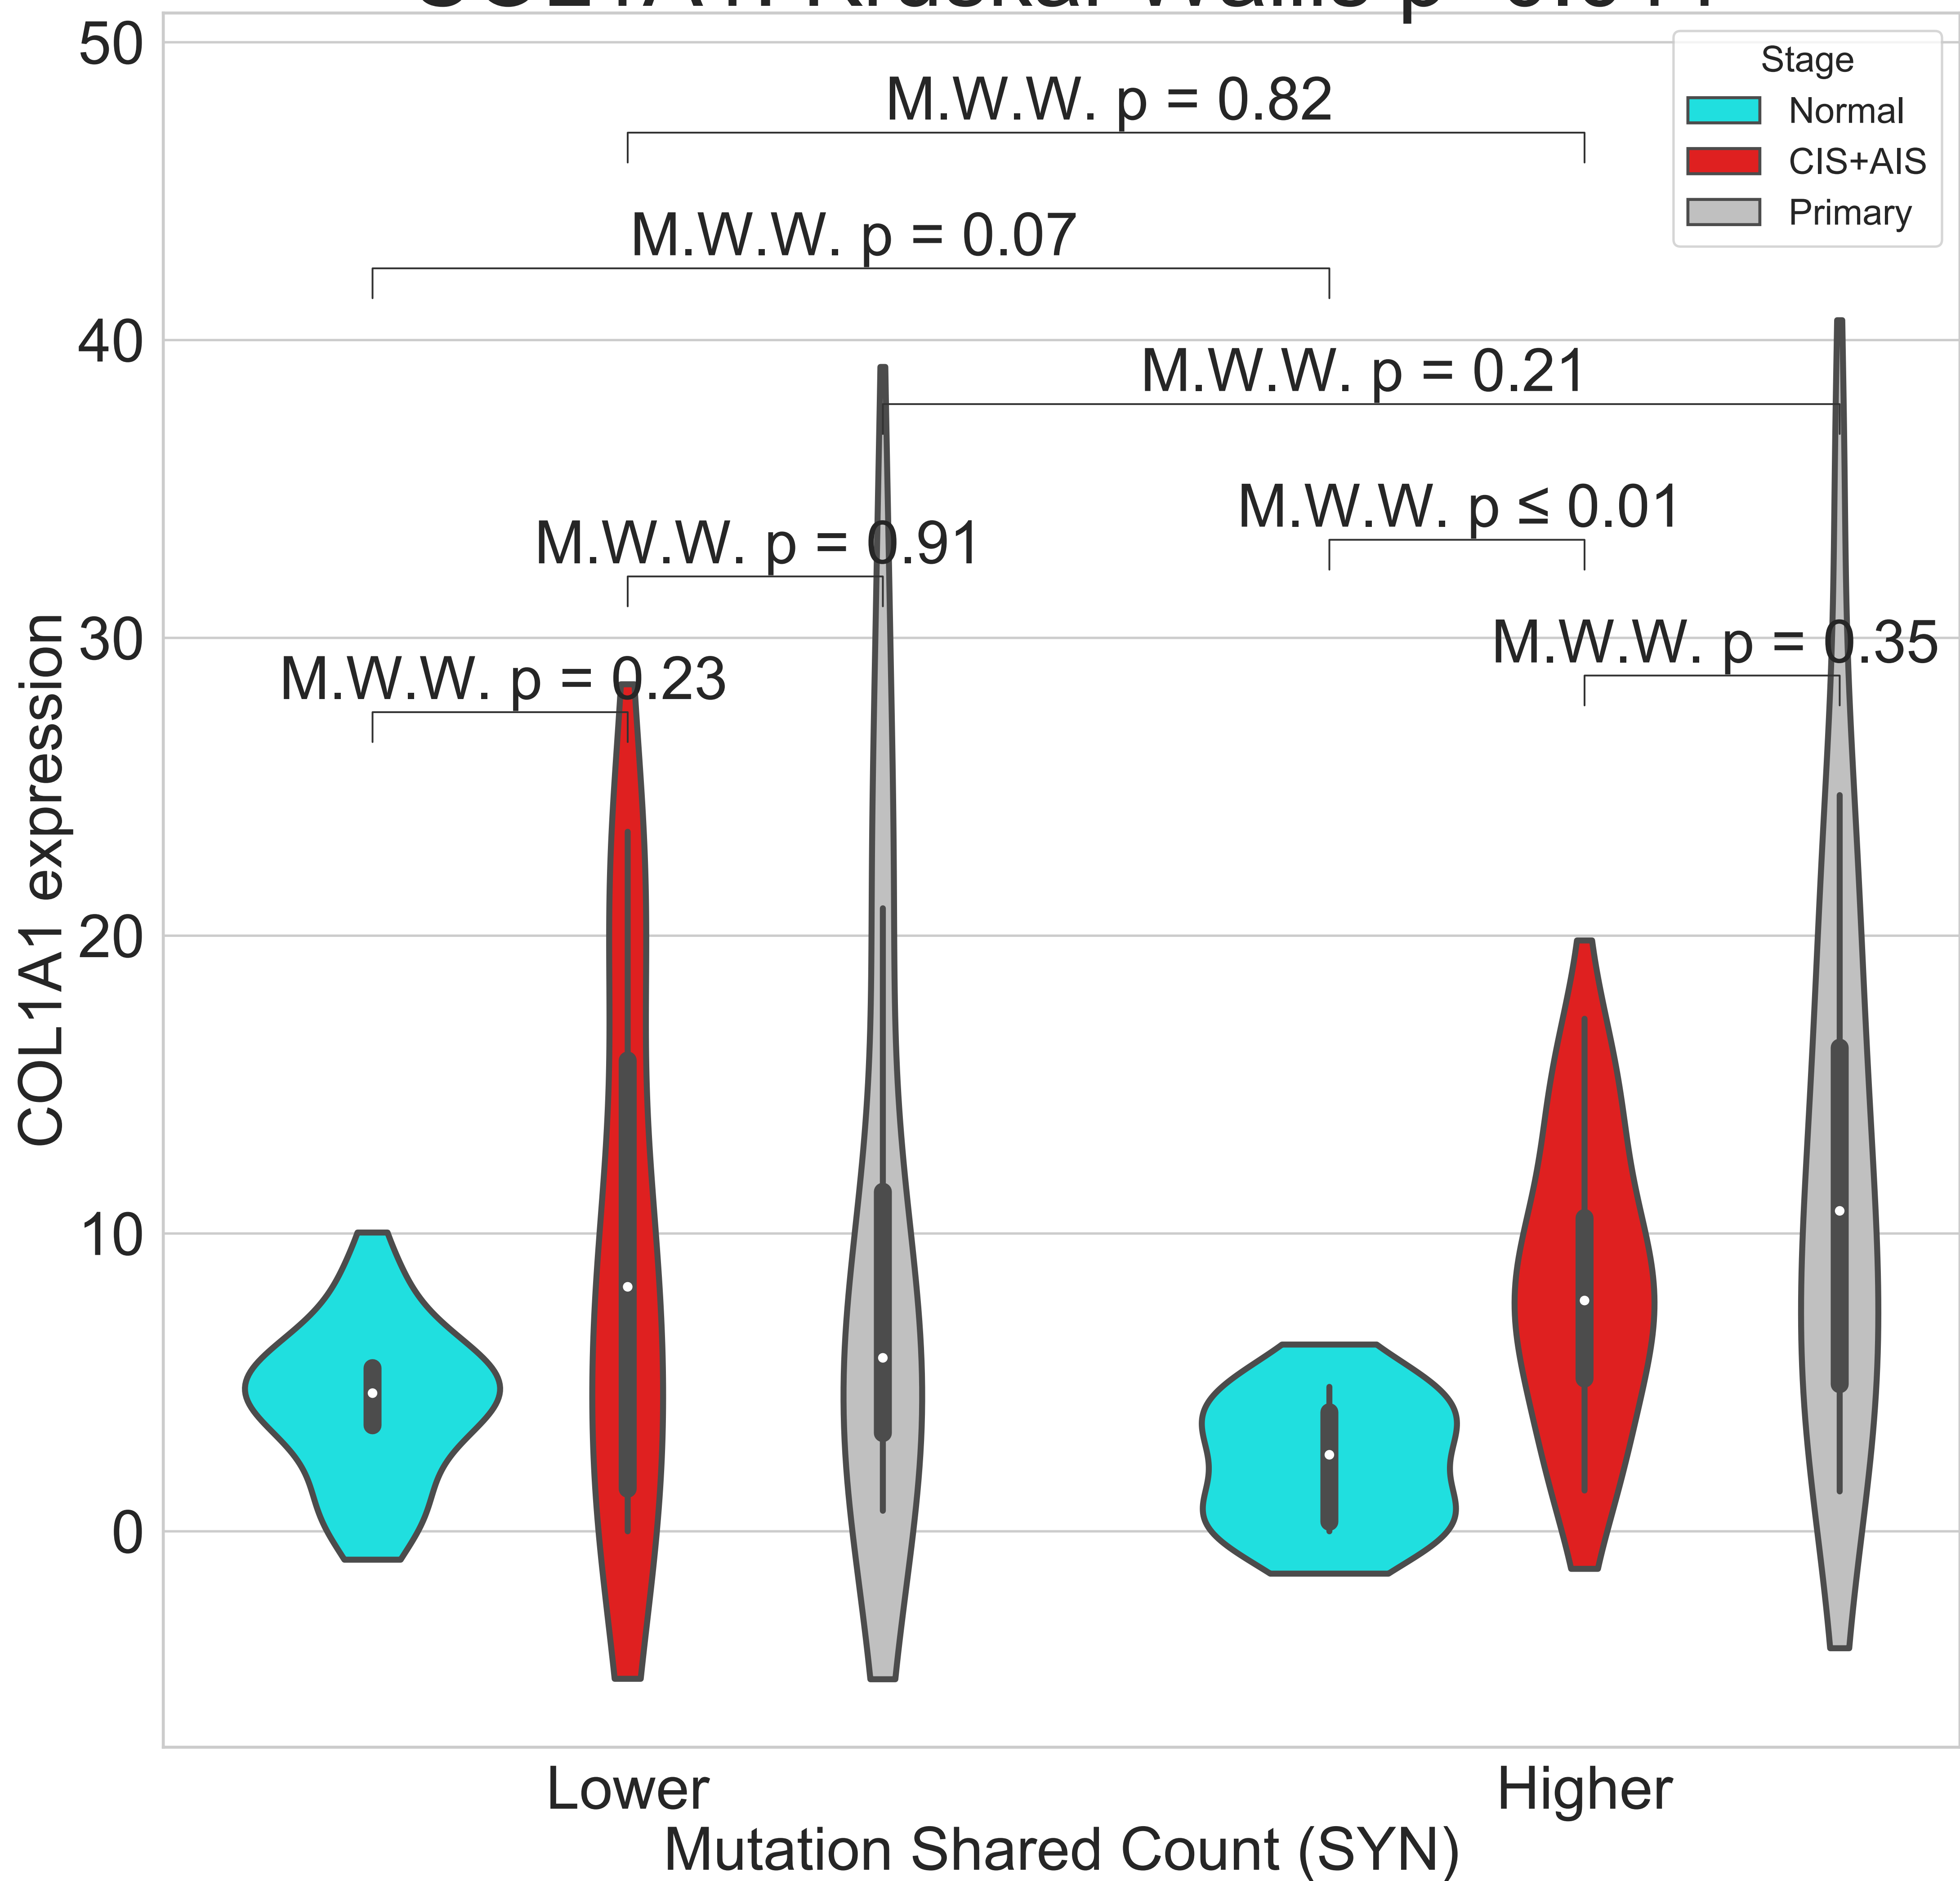 50
40
30
20
10
0
COL1A1 expression
Stage
Normal
CIS+AIS
Primary
M.W.W. p = 0.82
M.W.W. p = 0.07
M.W.W. p = 0.21
M.W.W. p ≤ 0.01
M.W.W. p = 0.91
M.W.W. p = 0.35
M.W.W. p = 0.23
Lower
Higher
Mutation Shared Count (SYN)